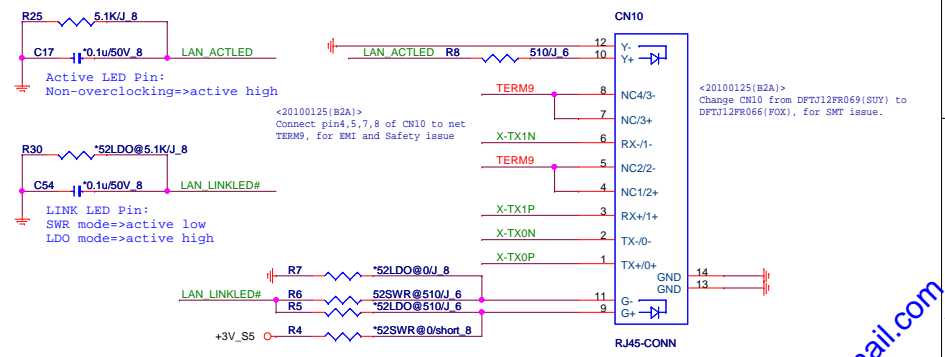 R25 5.1K/J_8
C17 *0.1u/50V_8 LAN_ACTLED
Active LED Pin:
Non-overclocking=>active high
<20100125(B2A)>
Connect pin4,5,7,8 of CN10 to net
TERM9, for EMI and Safety issue
R30 *52LDO@5.1K/J_8
C54 *0.1u/50V_8 LAN_LINKLED#
LINK LED Pin:
SWR mode=>active low
LDO mode=>active high
CN10
12 Y-
LAN_ACTLED R8 510/J_6 10 Y+
TERM9 8 NC4/3-
7 NC/3+
X-TX1N 6 RX-/1-
TERM9 5 NC2/2-
4 NC1/2+
X-TX1P 3 RX+/1+
X-TX0N 2 TX-/0-
X-TX0P 1 TX+/0+
GND 14
GND 13
R7 *52LDO@0/J_8
LAN_LINKLED# R6 52SWR@510/J_6 11 G-
R5 *52LDO@510/J_6 9 G+
+3V_S5 R4 *52SWR@0/short_8
RJ45-CONN
<20100125(B2A)>
Change CN10 from DFTJ12FR069(SUY) to
DFTJ12FR066(FOX), for SMT issue.
ail.com